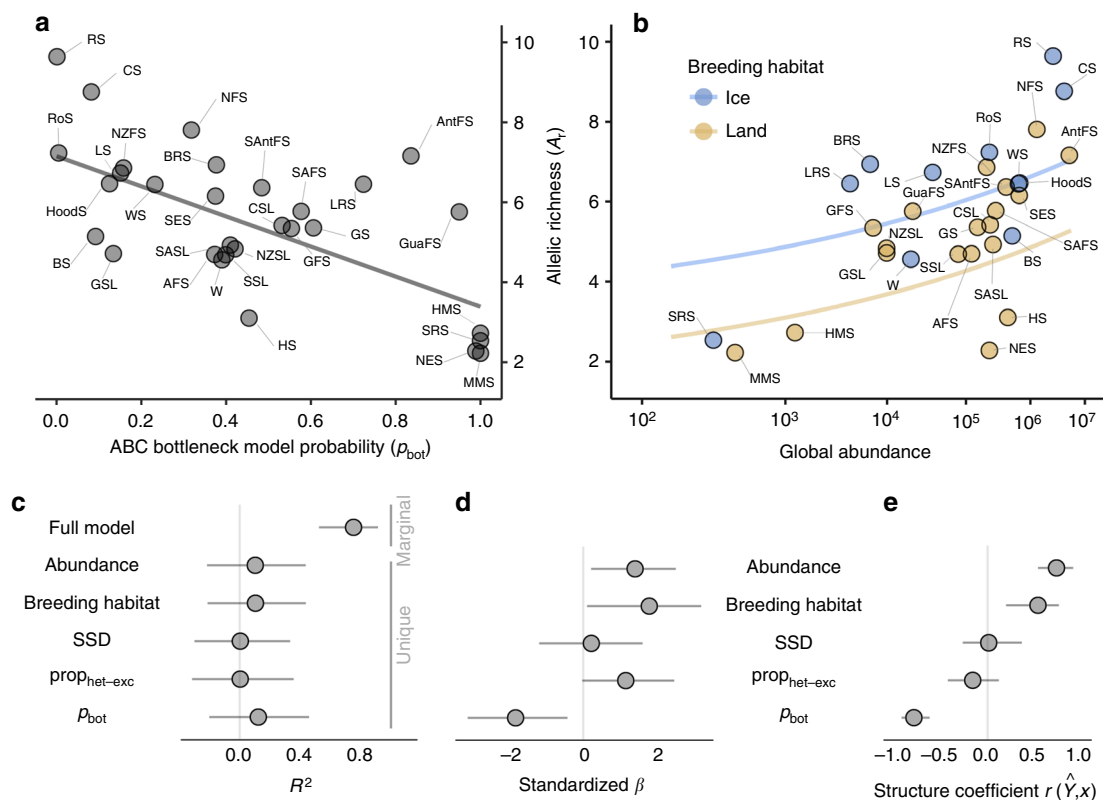 a
RS
CS
NFS
AntFS
RoS
NZFS
LS
BRS
SAntFS
SAFS
LRS
HoodS
WS
SES
CSL
GS
GuaFS
GFS
BS
GSL
SASL
NZSL
AFS
W
SSL
HS
HMS
SRS
NES
MMS
10
8
6
4
2
0.0 0.2 0.4 0.6 0.8 1.0
ABC bottleneck model probability (pbot)
b
Allelic richness (Ar)
10
8
6
4
2
Breeding habitat
Ice
Land
RS
CS
NFS
AntFS
RoS
BRS
NZFS
WS
LRS
LS
SAntFS
HoodS
GuaFS
GFS
CSL
SES
NZSL
GS
SAFS
GSL
W
SSL
BS
AFS
SASL
SRS
HMS
HS
MMS
NES
10² 10³ 10⁴ 10⁵ 10⁶ 10⁷
Global abundance
c
Full model
Abundance
Breeding habitat
SSD
prophet–exc
pbot
Marginal
Unique
0.0 0.4 0.8
R²
d
–2 0 2
Standardized β
e
Abundance
Breeding habitat
SSD
prophet–exc
pbot
–1.0 –0.5 0.0 0.5 1.0
Structure coefficient r (Ŷ,x)